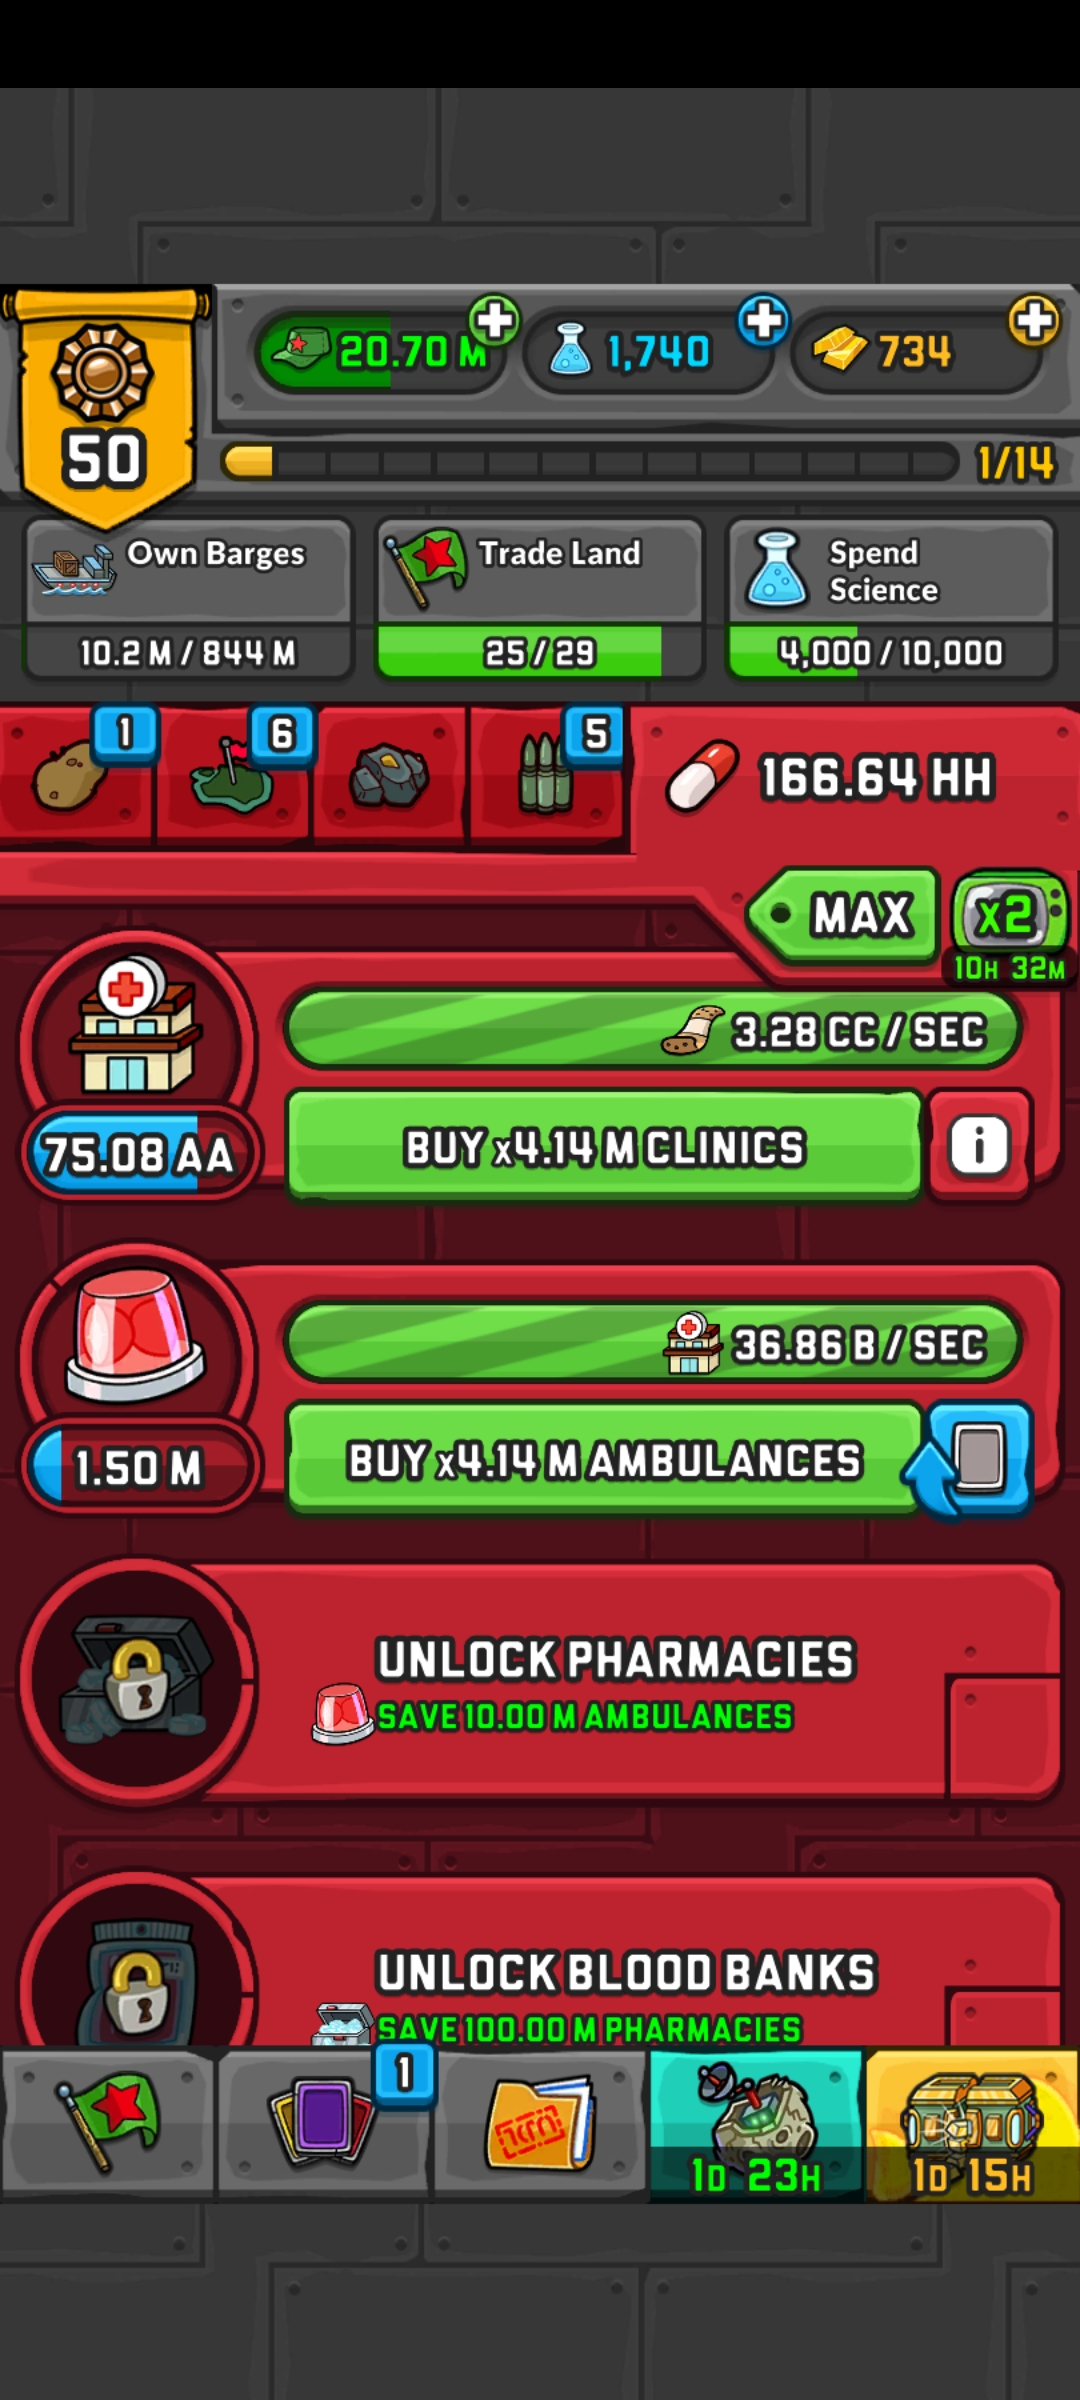 20.70 M
1,740
734
50
1/14
Own Barges
10.2 M / 844 M
Trade Land
25 / 29
Spend
Science
4,000 / 10,000
1
6
5
166.64 HH
MAX
x2
10H 32M
3.28 CC / SEC
75.08 AA
BUY x4.14 M CLINICS
i
36.86 B / SEC
1.50 M
BUY x4.14 M AMBULANCES
UNLOCK PHARMACIES
SAVE 10.00 M AMBULANCES
UNLOCK BLOOD BANKS
SAVE 100.00 M PHARMACIES
1
1D 23H
1D 15H